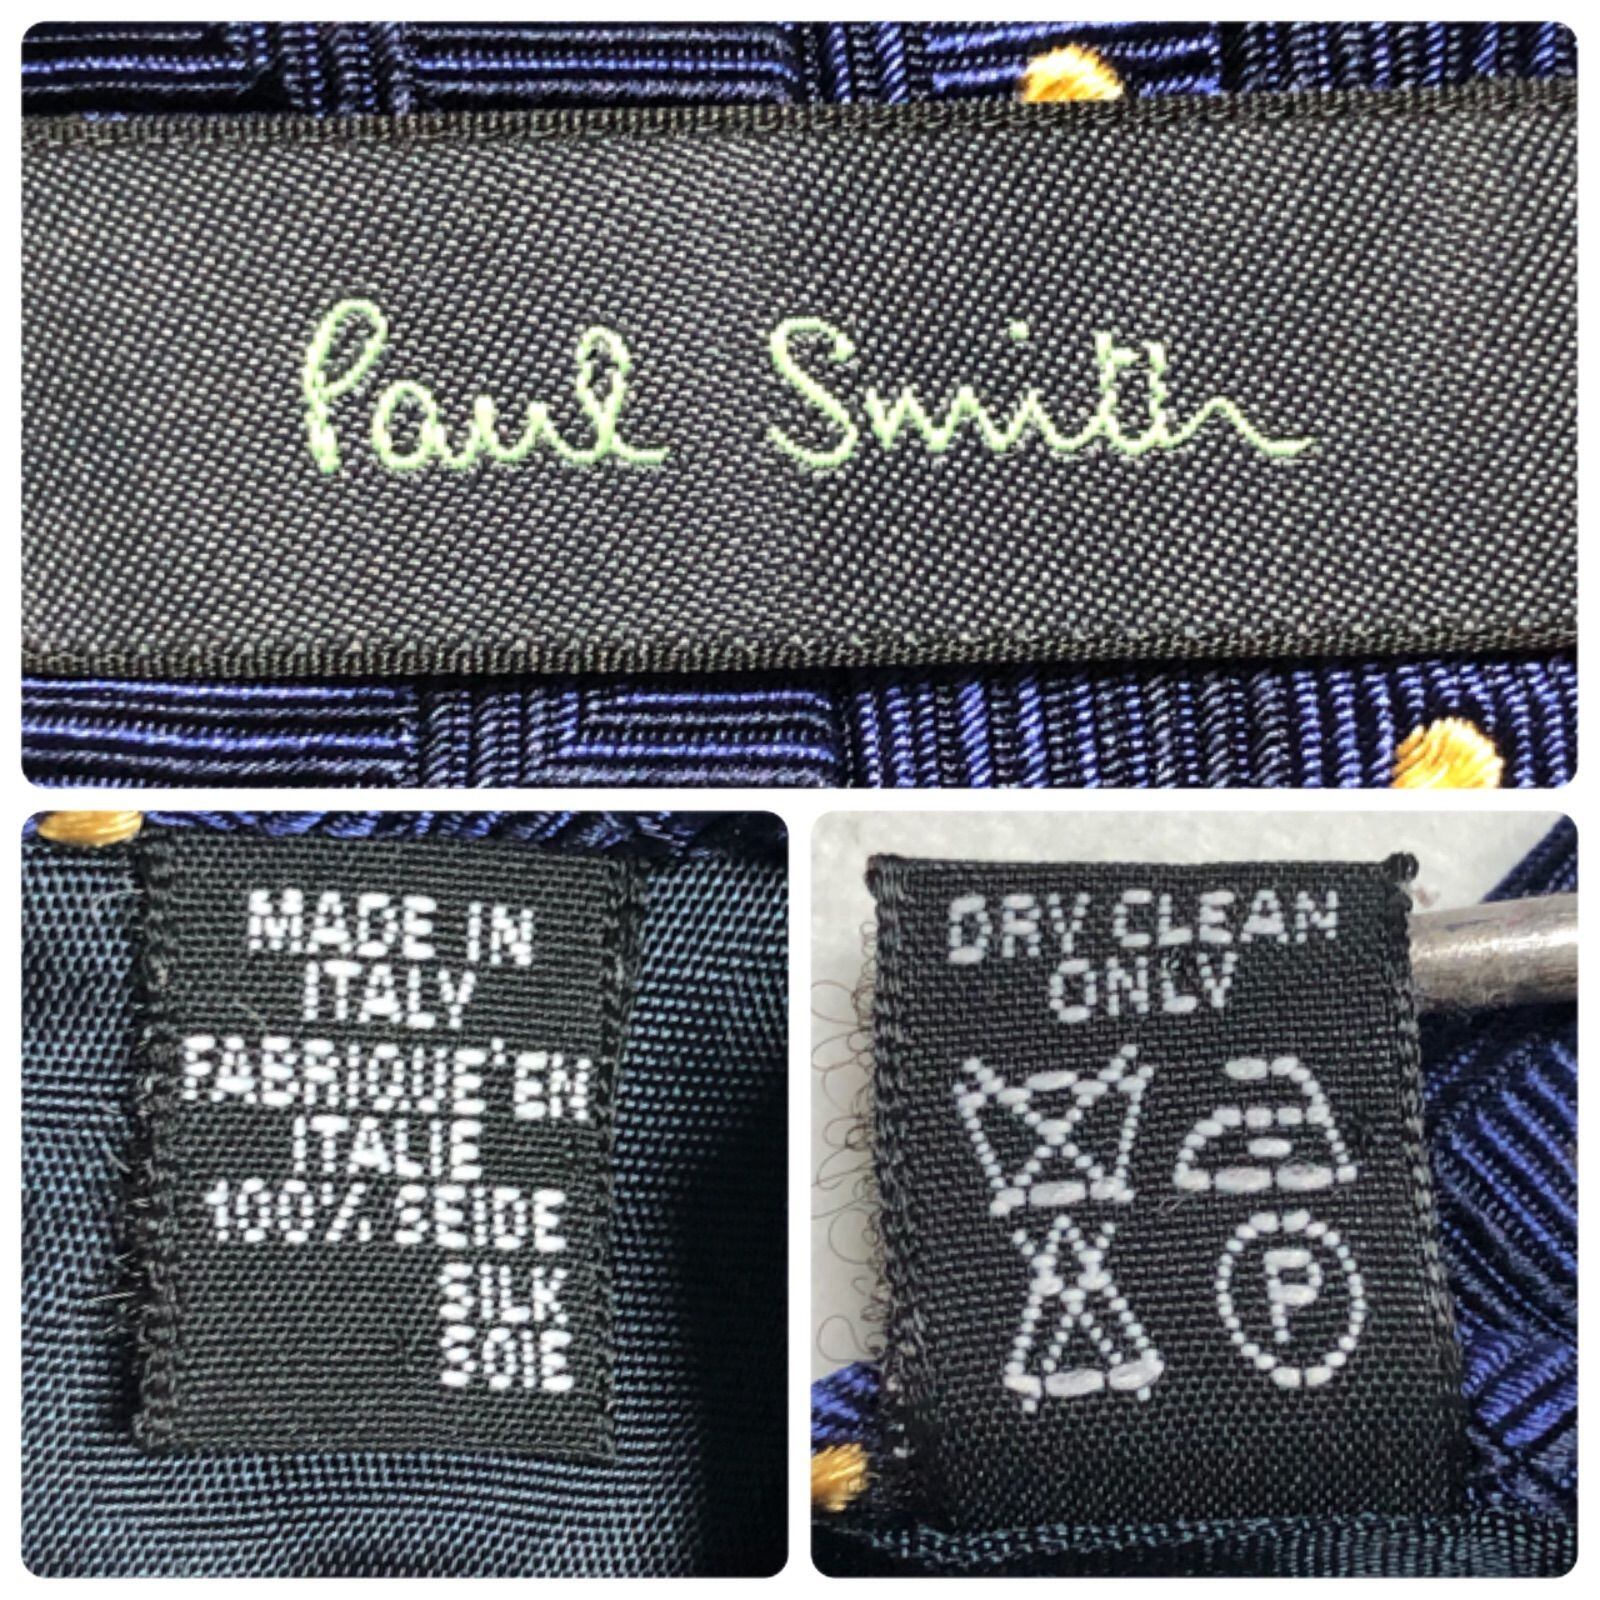 Paul Smith
MADE IN
ITALY
FABRIQUE' EN
ITALIE
100% SEIDE
SILK
SOIE
DRY CLEAN
ONLY
P